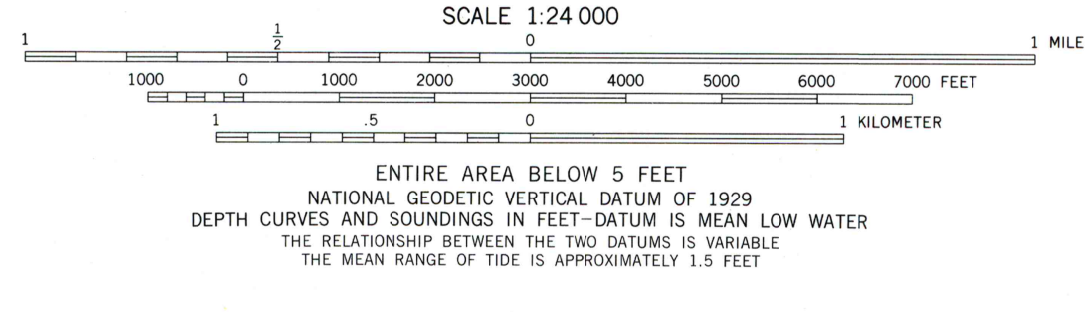 SCALE 1:24 000
1 1/2 0 1 MILE
1000 0 1000 2000 3000 4000 5000 6000 7000 FEET
1 .5 0 1 KILOMETER
ENTIRE AREA BELOW 5 FEET
NATIONAL GEODETIC VERTICAL DATUM OF 1929
DEPTH CURVES AND SOUNDINGS IN FEET-DATUM IS MEAN LOW WATER
THE RELATIONSHIP BETWEEN THE TWO DATUMS IS VARIABLE
THE MEAN RANGE OF TIDE IS APPROXIMATELY 1.5 FEET